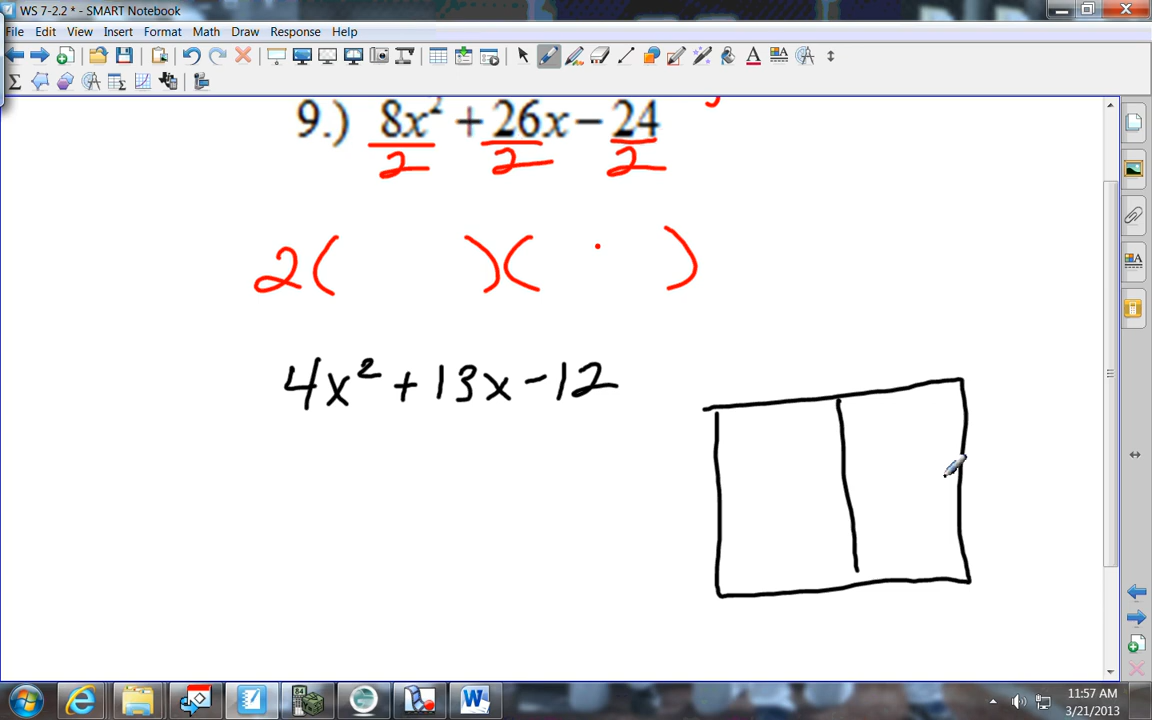 WS 7-2.2 * - SMART Notebook
File Edit View Insert Format Math Draw Response Help
9.) 8x² + 26x − 24
2 2 2
2( )( )
4x² + 13x - 12
11:57 AM
3/21/2013